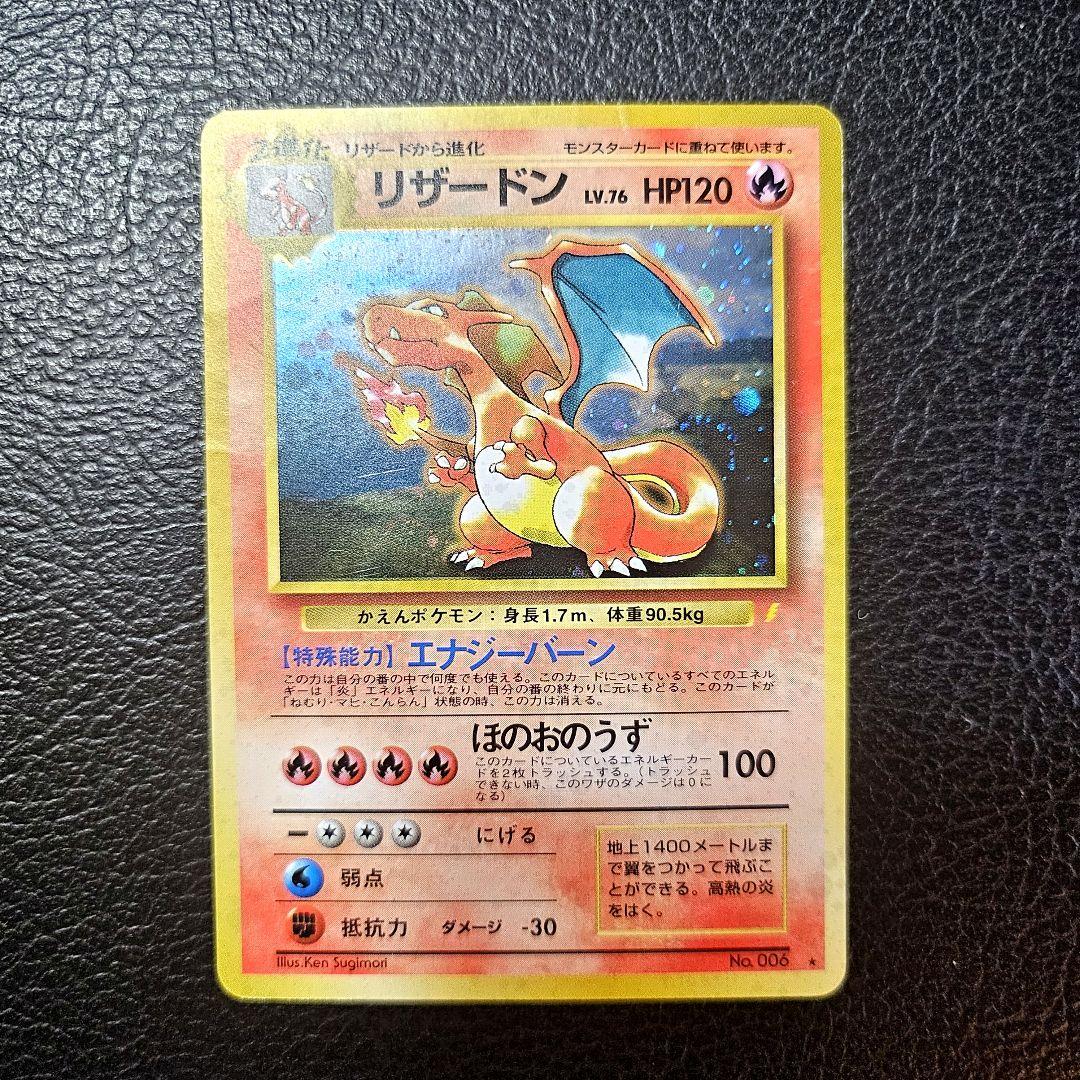 2進化 リザードから進化 モンスターカードに重ねて使います。
リザードン LV.76 HP120
かえんポケモン：身長1.7m、体重90.5kg
【特殊能力】エナジーバーン
この力は自分の番の中で何度でも使える。このカードについているすべてのエネル
ギーは「炎」エネルギーになり、自分の番の終わりに元にもどる。このカードが
「ねむり・マヒ・こんらん」状態の時、この力は消える。
ほのおのうず
このカードについているエネルギーカー
ドを2枚トラッシュする。（トラッシュ
できない時、このワザのダメージは0に
なる）
100
ー にげる
弱点
抵抗力 ダメージ -30
地上1400メートルま
で翼をつかって飛ぶこ
とができる。高熱の炎
をはく。
Illus.Ken Sugimori
No. 006 ★